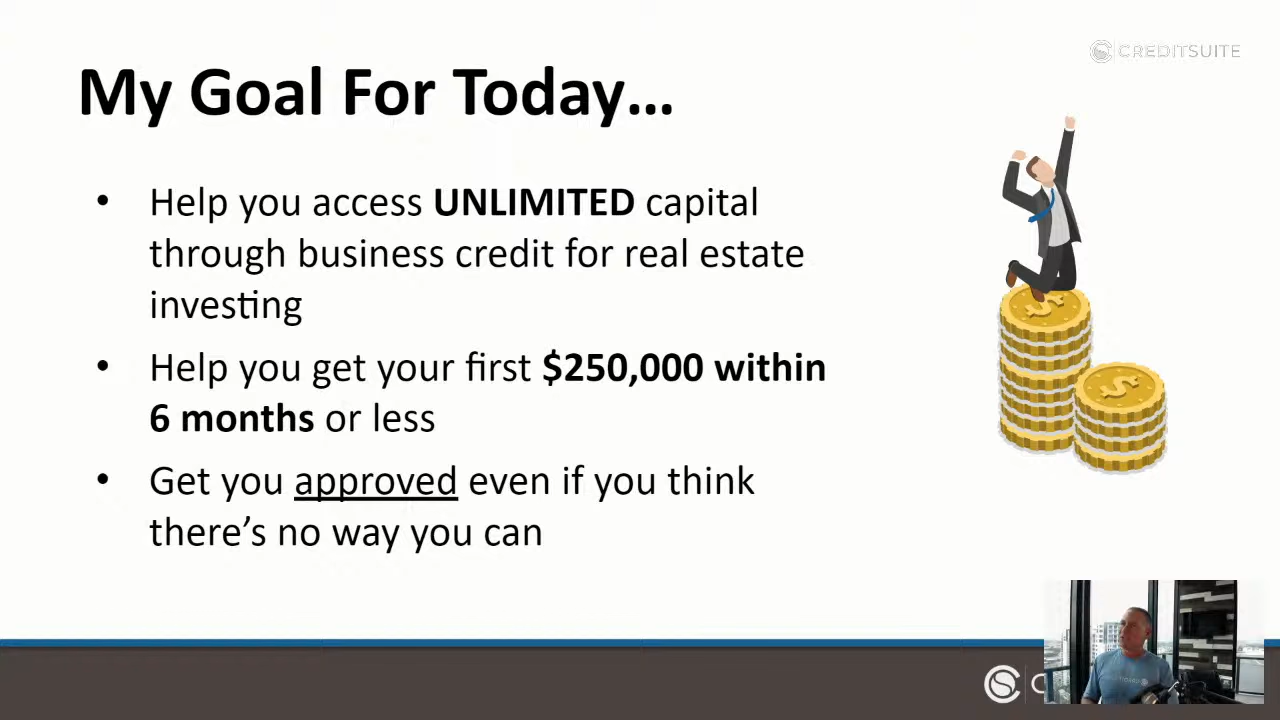 CREDITSUITE
My Goal For Today...
• Help you access UNLIMITED capital
through business credit for real estate
investing
• Help you get your first $250,000 within
6 months or less
• Get you approved even if you think
there's no way you can